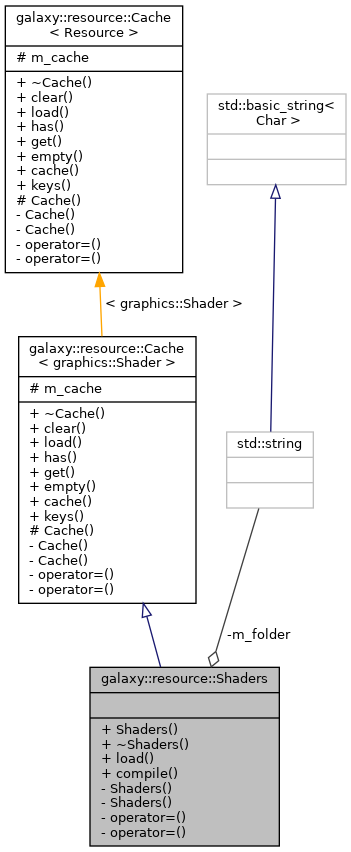 galaxy::resource::Cache
< Resource >
# m_cache
+ ~Cache()
+ clear()
+ load()
+ has()
+ get()
+ empty()
+ cache()
+ keys()
# Cache()
- Cache()
- Cache()
- operator=()
- operator=()
std::basic_string<
Char >
< graphics::Shader >
galaxy::resource::Cache
< graphics::Shader >
# m_cache
+ ~Cache()
+ clear()
+ load()
+ has()
+ get()
+ empty()
+ cache()
+ keys()
# Cache()
- Cache()
- Cache()
- operator=()
- operator=()
std::string
-m_folder
galaxy::resource::Shaders
+ Shaders()
+ ~Shaders()
+ load()
+ compile()
- Shaders()
- Shaders()
- operator=()
- operator=()